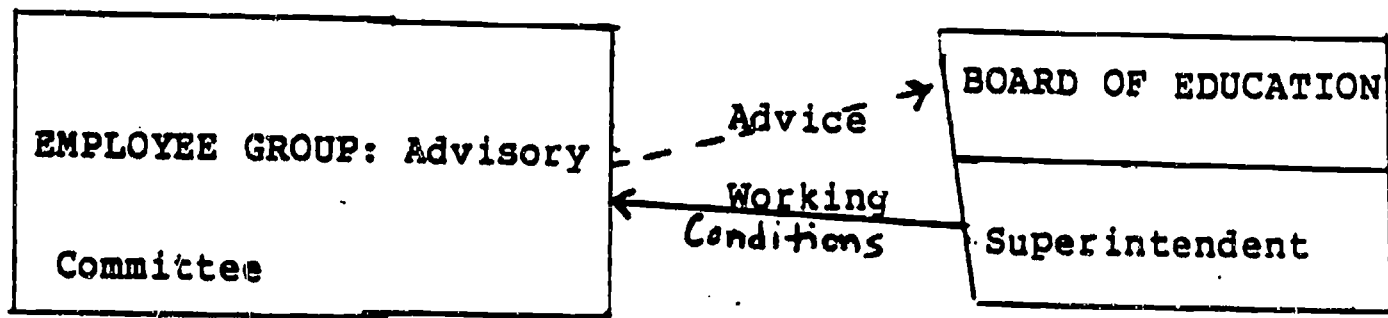 EMPLOYEE GROUP: Advisory
Committee
Advice
Working
Conditions
BOARD OF EDUCATION
Superintendent